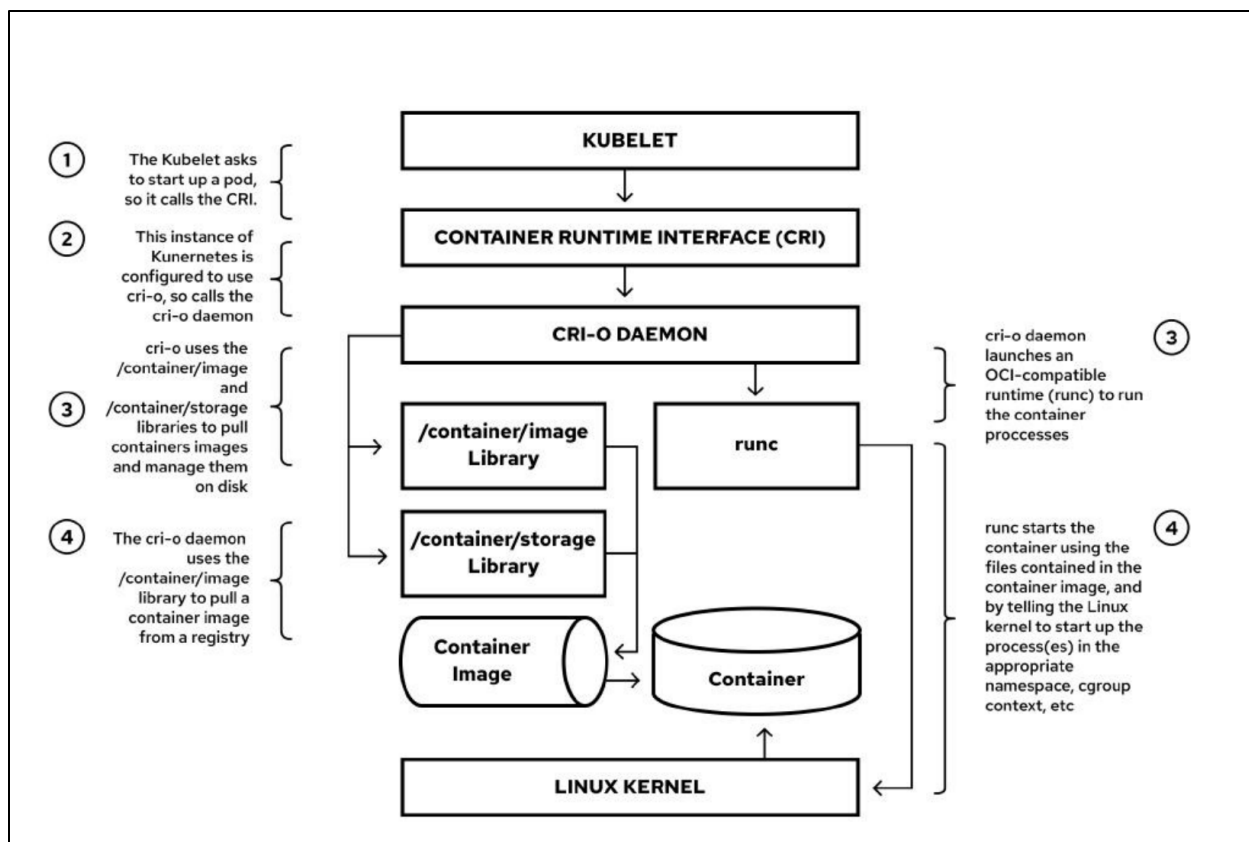 KUBELET
1
The Kubelet asks
to start up a pod,
so it calls the CRI.
CONTAINER RUNTIME INTERFACE (CRI)
2
This instance of
Kunernetes is
configured to use
cri-o, so calls the
cri-o daemon
CRI-O DAEMON
3
cri-o uses the
/container/image
and
/container/storage
libraries to pull
containers images
and manage them
on disk
cri-o daemon
launches an
OCI-compatible
runtime (runc) to run
the container
proccesses
3
/container/image
Library
runc
4
The cri-o daemon
uses the
/container/imag
library to pull a
container image
from a registry
/container/storage
Library
runc starts the
container using the
files contained in the
container image, and
by telling the Linux
kernel to start up the
process(es) in the
appropriate
namespace, cgroup
context, etc
4
Container
Image
Container
LINUX KERNEL